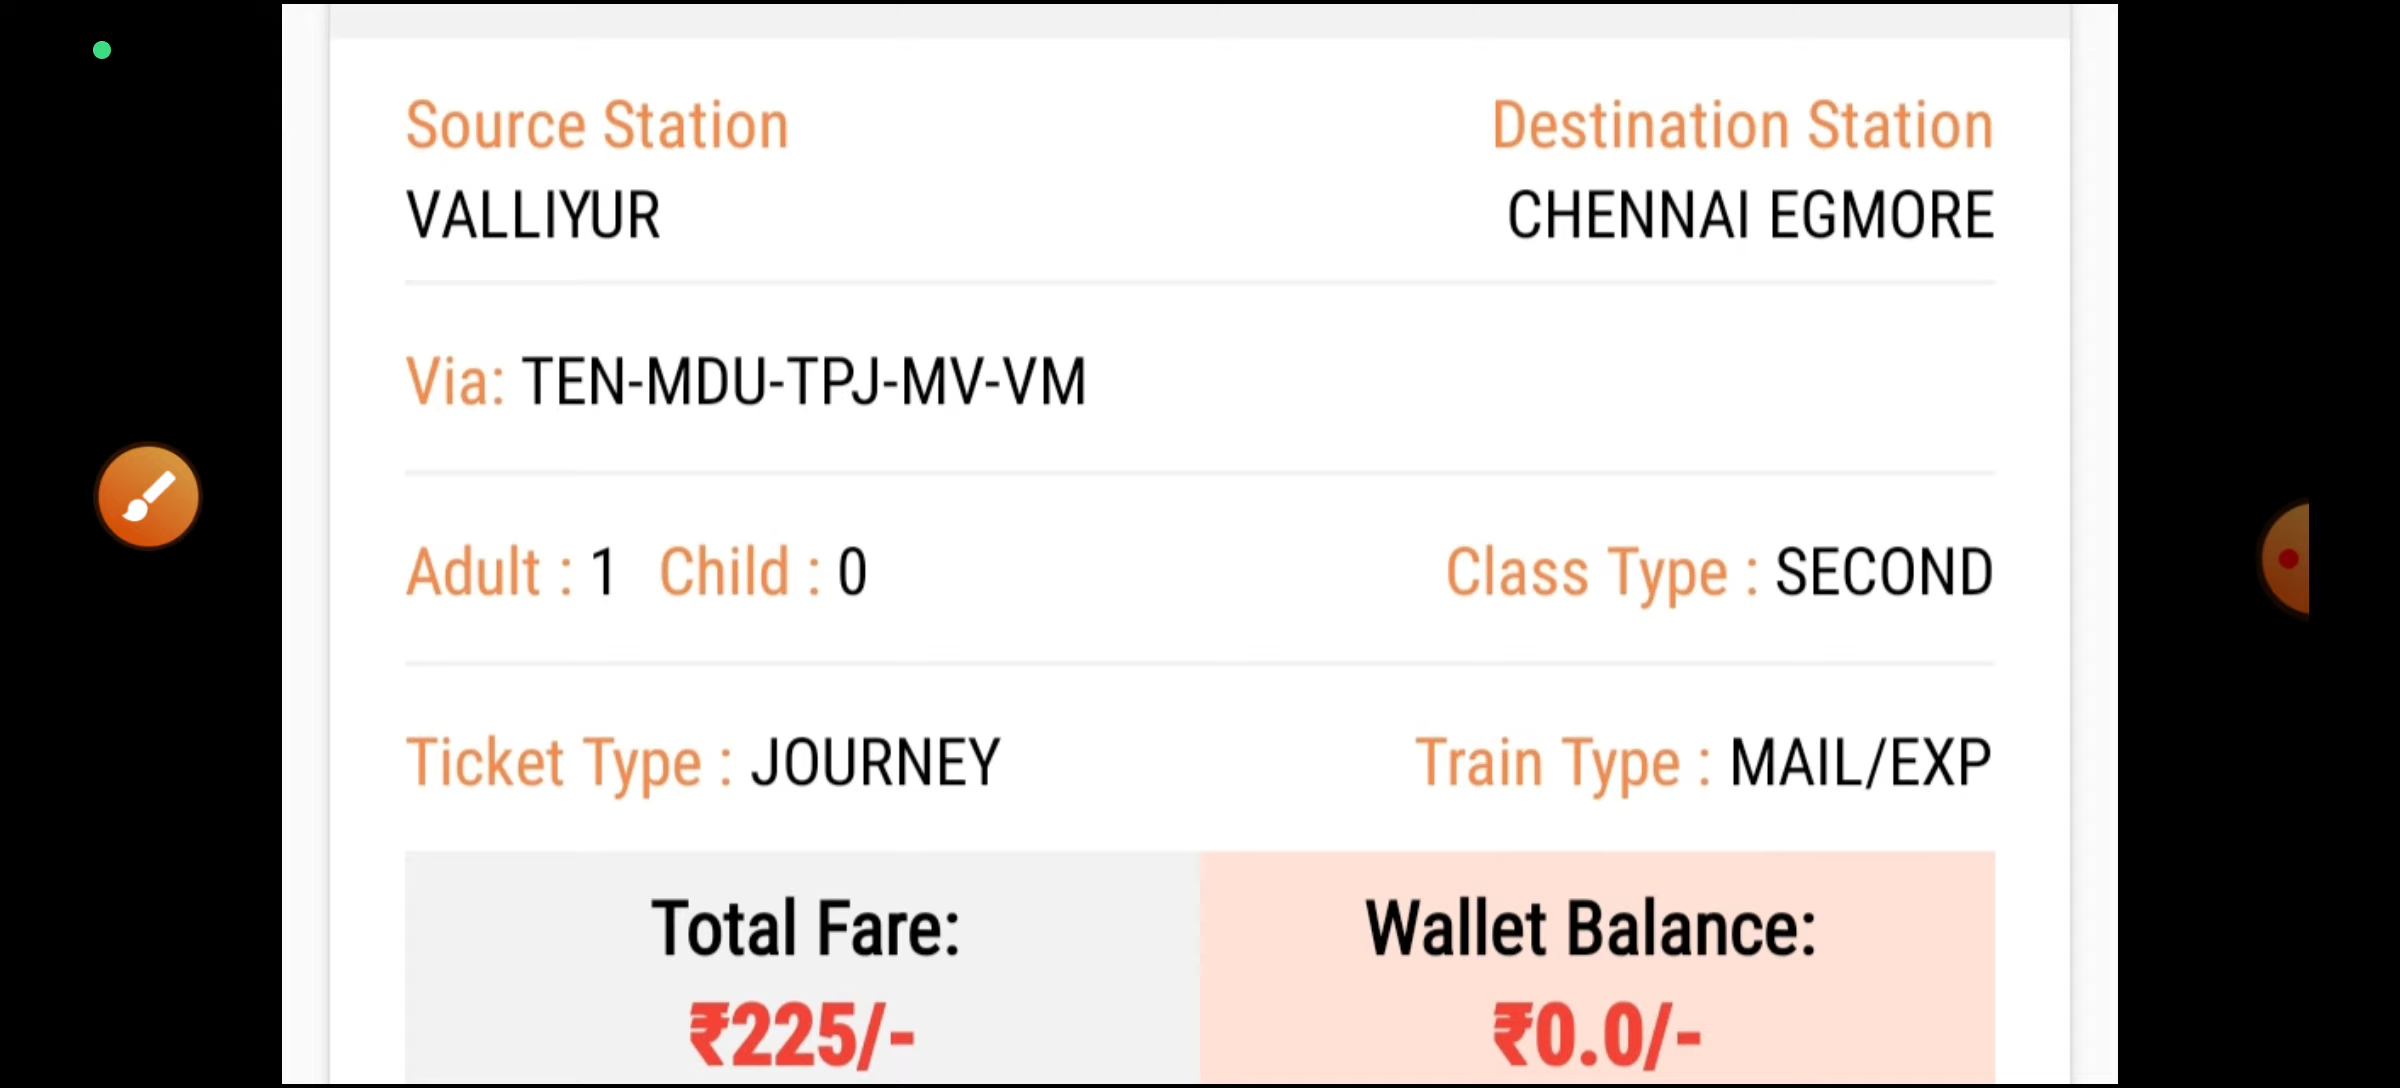 Source Station Destination Station
VALLIYUR CHENNAI EGMORE
Via: TEN-MDU-TPJ-MV-VM
Adult : 1 Child : 0 Class Type : SECOND
Ticket Type : JOURNEY Train Type : MAIL/EXP
Total Fare: Wallet Balance:
₹225/- ₹0.0/-